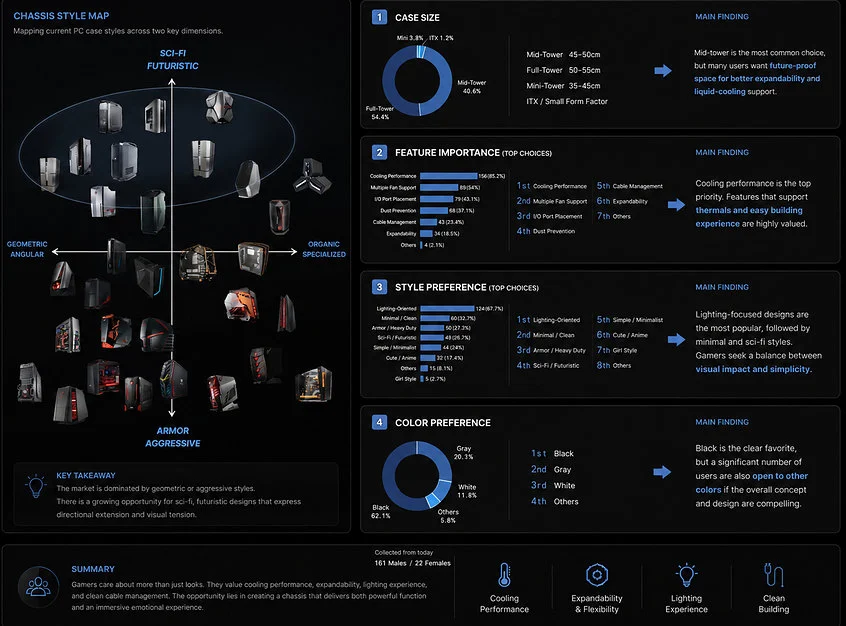 CHASSIS STYLE MAP
Mapping current PC case styles across two key dimensions.
SCI-FI
FUTURISTIC
GEOMETRIC
ANGULAR
ORGANIC
SPECIALIZED
ARMOR
AGGRESSIVE
KEY TAKEAWAY
The market is dominated by geometric or aggressive styles.
There is a growing opportunity for sci-fi, futuristic designs that express
directional extension and visual tension.
1 CASE SIZE
Mini 3.8% ITX 1.2%
Mid-Tower
40.6%
Full-Tower
54.4%
Mid-Tower 45-50cm
Full-Tower 50-55cm
Mini-Tower 35-45cm
ITX / Small Form Factor
MAIN FINDING
Mid-tower is the most common choice,
but many users want future-proof
space for better expandability and
liquid-cooling support.
2 FEATURE IMPORTANCE (TOP CHOICES)
Cooling Performance 156(85.2%)
Multiple Fan Support 89(54%)
I/O Port Placement 79(43.1%)
Dust Prevention 68(37.1%)
Cable Management 43 (23.4%)
Expandability 34 (18.5%)
Others 4 (2.1%)
1st Cooling Performance
2nd Multiple Fan Support
3rd I/O Port Placement
4th Dust Prevention
5th Cable Management
6th Expandability
7th Others
MAIN FINDING
Cooling performance is the top
priority. Features that support
thermals and easy building
experience are highly valued.
3 STYLE PREFERENCE (TOP CHOICES)
Lighting-Oriented 124(67.7%)
Minimal / Clean 60(32.7%)
Armor / Heavy Duty 50 (27.3%)
Sci-Fi / Futuristic 48 (26.2%)
Simple / Minimalist 44 (24%)
Cute / Anime 32 (17.4%)
Others 15 (8.1%)
Girl Style 5 (2.7%)
1st Lighting-Oriented
2nd Minimal / Clean
3rd Armor / Heavy Duty
4th Sci-Fi / Futuristic
5th Simple / Minimalist
6th Cute / Anime
7th Girl Style
8th Others
MAIN FINDING
Lighting-focused designs are
the most popular, followed by
minimal and sci-fi styles.
Gamers seek a balance between
visual impact and simplicity.
4 COLOR PREFERENCE
Gray
20.3%
White
11.8%
Others
5.8%
Black
62.1%
1st Black
2nd Gray
3rd White
4th Others
MAIN FINDING
Black is the clear favorite,
but a significant number of
users are also open to other
colors if the overall concept
and design are compelling.
SUMMARY
Gamers care about more than just looks. They value cooling performance, expandability, lighting experience,
and clean cable management. The opportunity lies in creating a chassis that delivers both powerful function
and an immersive emotional experience.
Collected from today
161 Males / 22 Females
Cooling
Performance
Expandability
& Flexibility
Lighting
Experience
Clean
Building